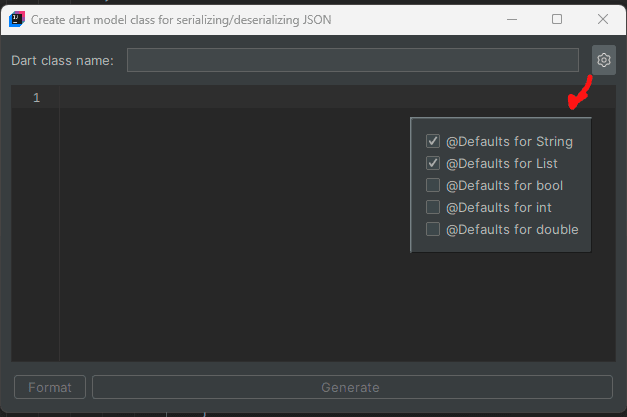 Create dart model class for serializing/deserializing JSON
Dart class name:
1
@Defaults for String
@Defaults for List
@Defaults for bool
@Defaults for int
@Defaults for double
Format
Generate